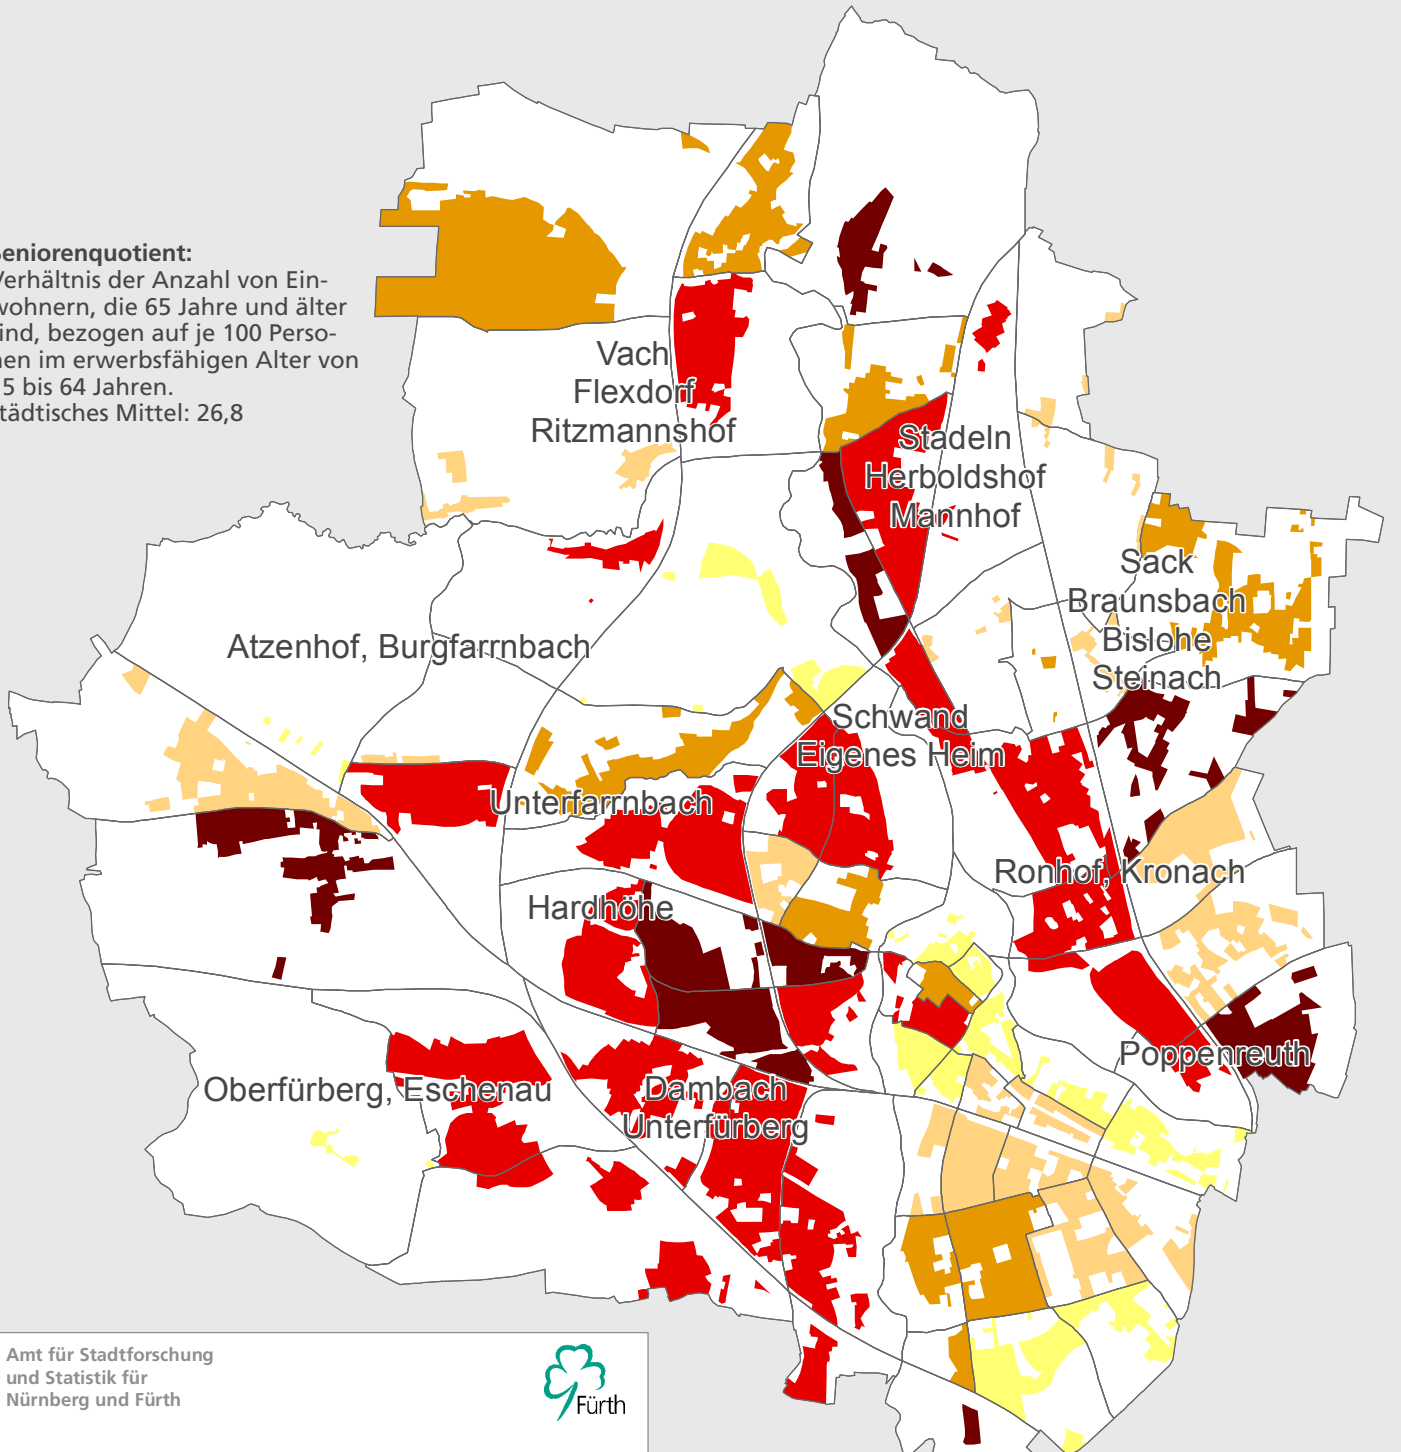 eniorenquotient:
Verhältnis der Anzahl von Ein-
wohnern, die 65 Jahre und älter
ind, bezogen auf je 100 Perso-
nen im erwerbsfähigen Alter von
5 bis 64 Jahren.
tädtisches Mittel: 26,8
Vach
Flexdorf
Ritzmannshof
Stadeln
Herboldshof
Mannhof
Sack
Braunsbach
Bislohe
Steinach
Atzenhof, Burgfarrnbach
Schwand
Eigenes Heim
Unterfarrnbach
Ronhof, Kronach
Hardhöhe
Poppenreuth
Oberfürberg, Eschenau
Dambach
Unterfürberg
Amt für Stadtforschung
und Statistik für
Nürnberg und Fürth
Fürth